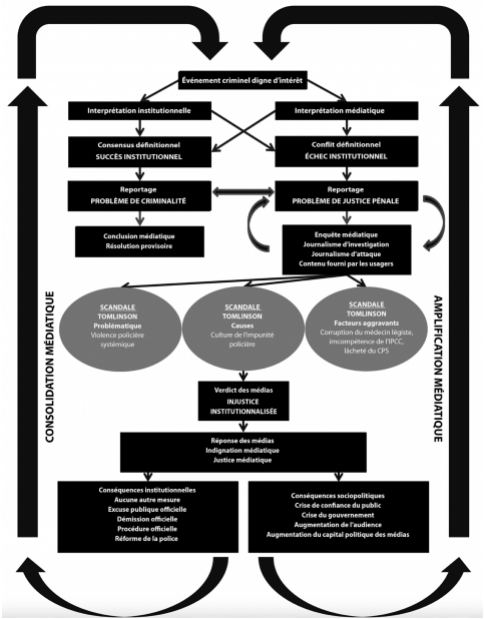 Événement criminel digne d'intérêt
Interprétation institutionnelle
Interprétation médiatique
Consensus définitionnel
SUCCÈS INSTITUTIONNEL
Conflit définitionnel
ÉCHEC INSTITUTIONNEL
Reportage
PROBLÈME DE CRIMINALITÉ
Reportage
PROBLÈME DE JUSTICE PÉNALE
Conclusion médiatique
Résolution provisoire
Enquête médiatique
Journalisme d'investigation
Journalisme d'attaque
Contenu fourni par les usagers
SCANDALE
TOMLINSON
Problématique
Violence policière
systémique
SCANDALE
TOMLINSON
Causes
Culture de l'impunité
policière
SCANDALE
TOMLINSON
Facteurs aggravants
Corruption du médecin légiste,
imcompétence de l'IPCC,
lâcheté du CPS
CONSOLIDATION MÉDIATIQUE
AMPLIFICATION MÉDIATIQUE
Verdict des médias
INJUSTICE
INSTITUTIONNALISÉE
Réponse des médias
Indignation médiatique
Justice médiatique
Conséquences institutionnelles
Aucune autre mesure
Excuse publique officielle
Démission officielle
Procédure officielle
Réforme de la police
Conséquences sociopolitiques
Crise de confiance du public
Crise du gouvernement
Augmentation de l'audience
Augmentation du capital politique des médias